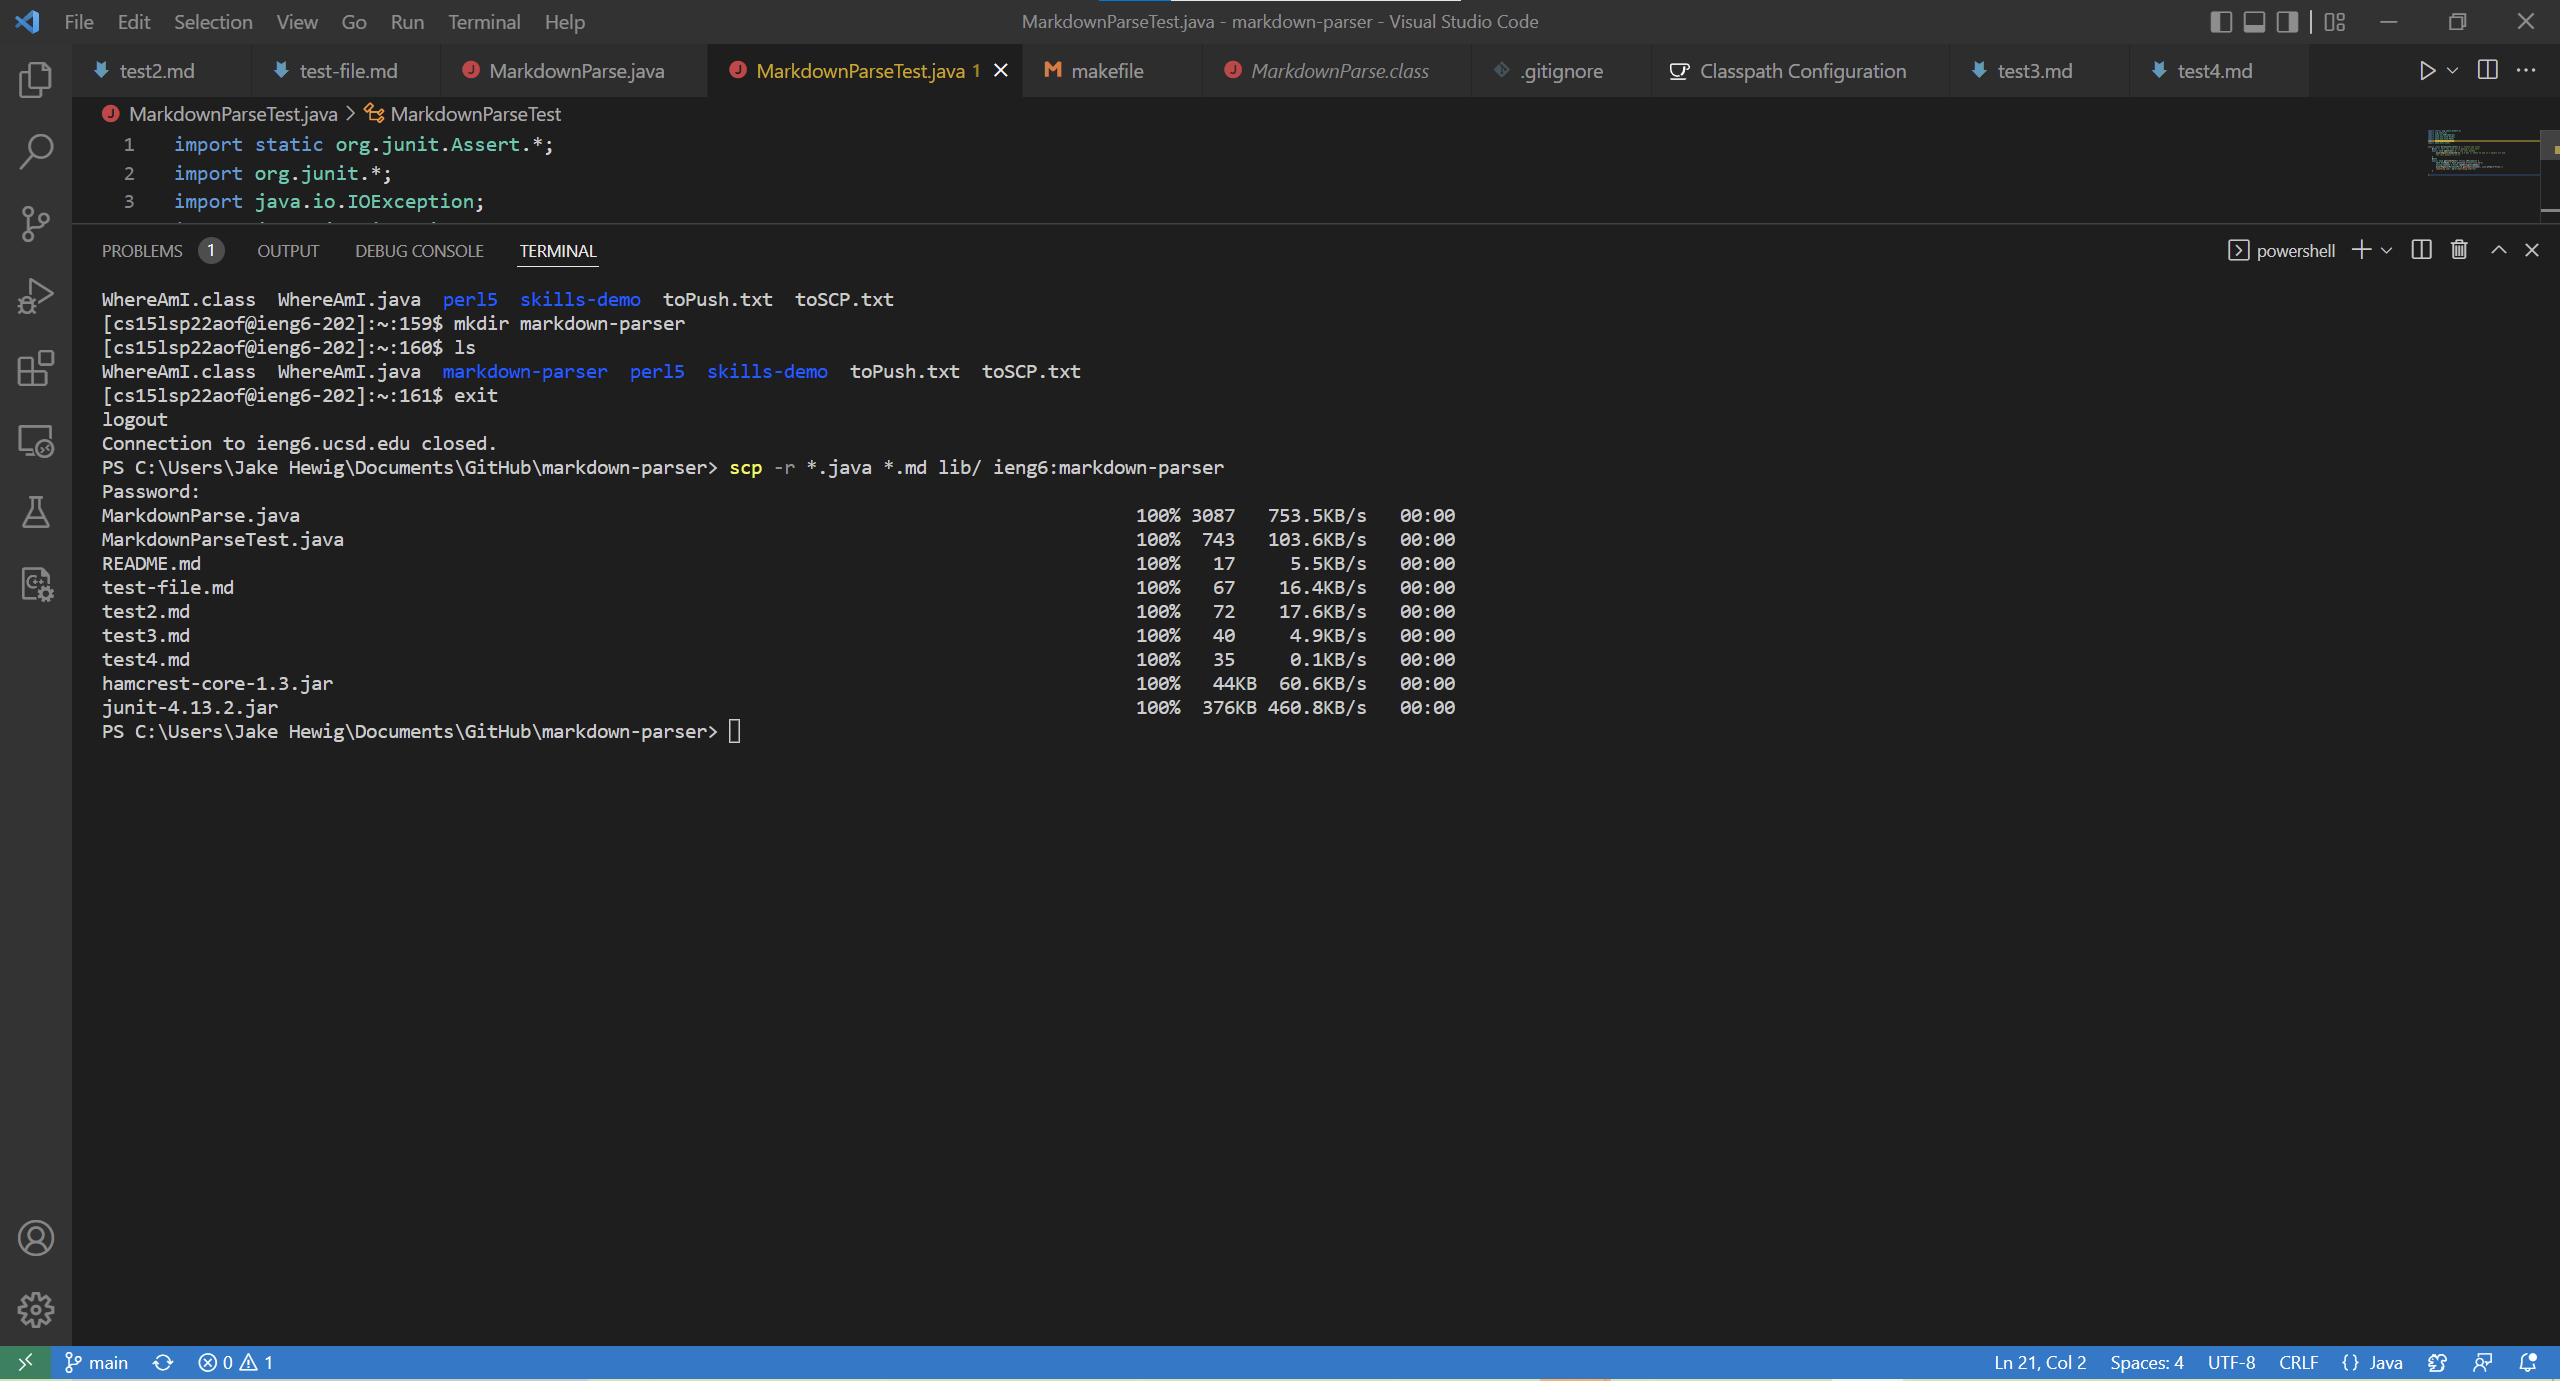 File Edit Selection View Go Run Terminal Help MarkdownParseTest.java - markdown-parser - Visual Studio Code
test2.md test-file.md MarkdownParse.java MarkdownParseTest.java 1 makefile MarkdownParse.class .gitignore Classpath Configuration test3.md test4.md
MarkdownParseTest.java > MarkdownParseTest
1 import static org.junit.Assert.*;
2 import org.junit.*;
3 import java.io.IOException;
PROBLEMS 1 OUTPUT DEBUG CONSOLE TERMINAL powershell
WhereAmI.class WhereAmI.java perl5 skills-demo toPush.txt toSCP.txt
[cs15lsp22aof@ieng6-202]:~:159$ mkdir markdown-parser
[cs15lsp22aof@ieng6-202]:~:160$ ls
WhereAmI.class WhereAmI.java markdown-parser perl5 skills-demo toPush.txt toSCP.txt
[cs15lsp22aof@ieng6-202]:~:161$ exit
logout
Connection to ieng6.ucsd.edu closed.
PS C:\Users\Jake Hewig\Documents\GitHub\markdown-parser> scp -r *.java *.md lib/ ieng6:markdown-parser
Password:
MarkdownParse.java 100% 3087 753.5KB/s 00:00
MarkdownParseTest.java 100% 743 103.6KB/s 00:00
README.md 100% 17 5.5KB/s 00:00
test-file.md 100% 67 16.4KB/s 00:00
test2.md 100% 72 17.6KB/s 00:00
test3.md 100% 40 4.9KB/s 00:00
test4.md 100% 35 0.1KB/s 00:00
hamcrest-core-1.3.jar 100% 44KB 60.6KB/s 00:00
junit-4.13.2.jar 100% 376KB 460.8KB/s 00:00
PS C:\Users\Jake Hewig\Documents\GitHub\markdown-parser>
main 0 1 Ln 21, Col 2 Spaces: 4 UTF-8 CRLF {} Java